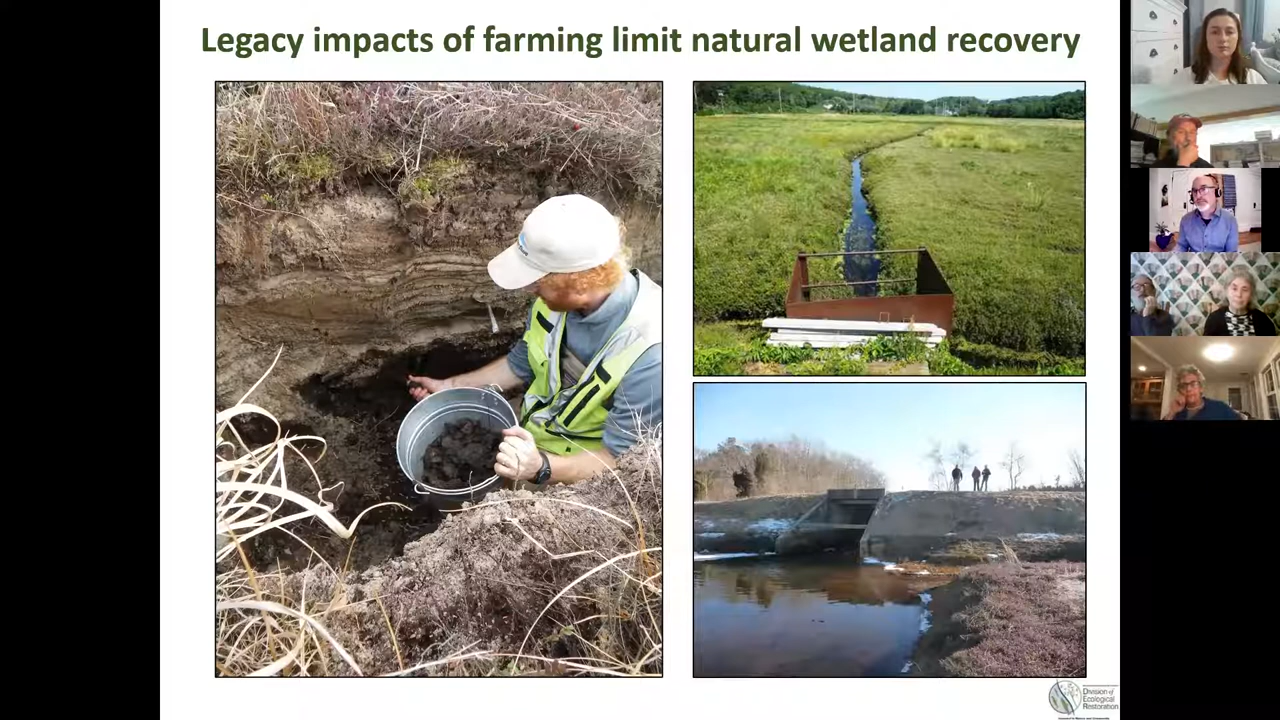 Legacy impacts of farming limit natural wetland recovery
Division of
Ecological
Restoration